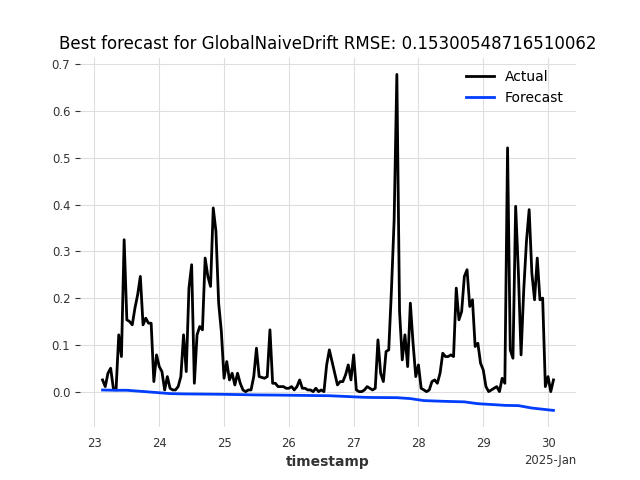 Best forecast for GlobalNaiveDrift RMSE: 0.15300548716510062
Actual
Forecast
0.7
0.6
0.5
0.4
0.3
0.2
0.1
0.0
23 24 25 26 27 28 29 30
timestamp
2025-Jan